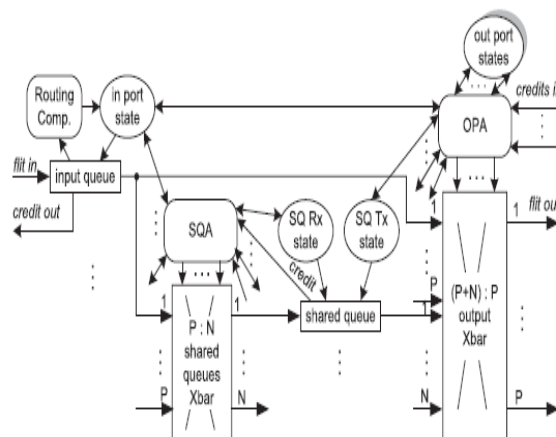 out port
states
Routing
Comp.
in port
state
credits i
OPA
flit in
input queue
credit out
SQA
SQ Rx
state
SQ Tx
state
1
1
flit ou
credit
1
1
shared queue
1
P
P : N
shared
queues
Xbar
(P+N) : P
output
Xbar
P
N
N
P